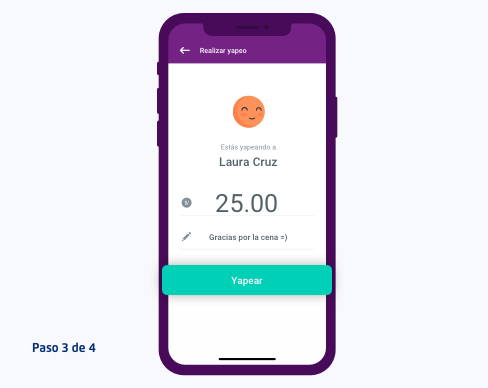 Realizar yapeo
Estás yapeando a
Laura Cruz
S/ 25.00
Gracias por la cena =)
Yapear
Paso 3 de 4